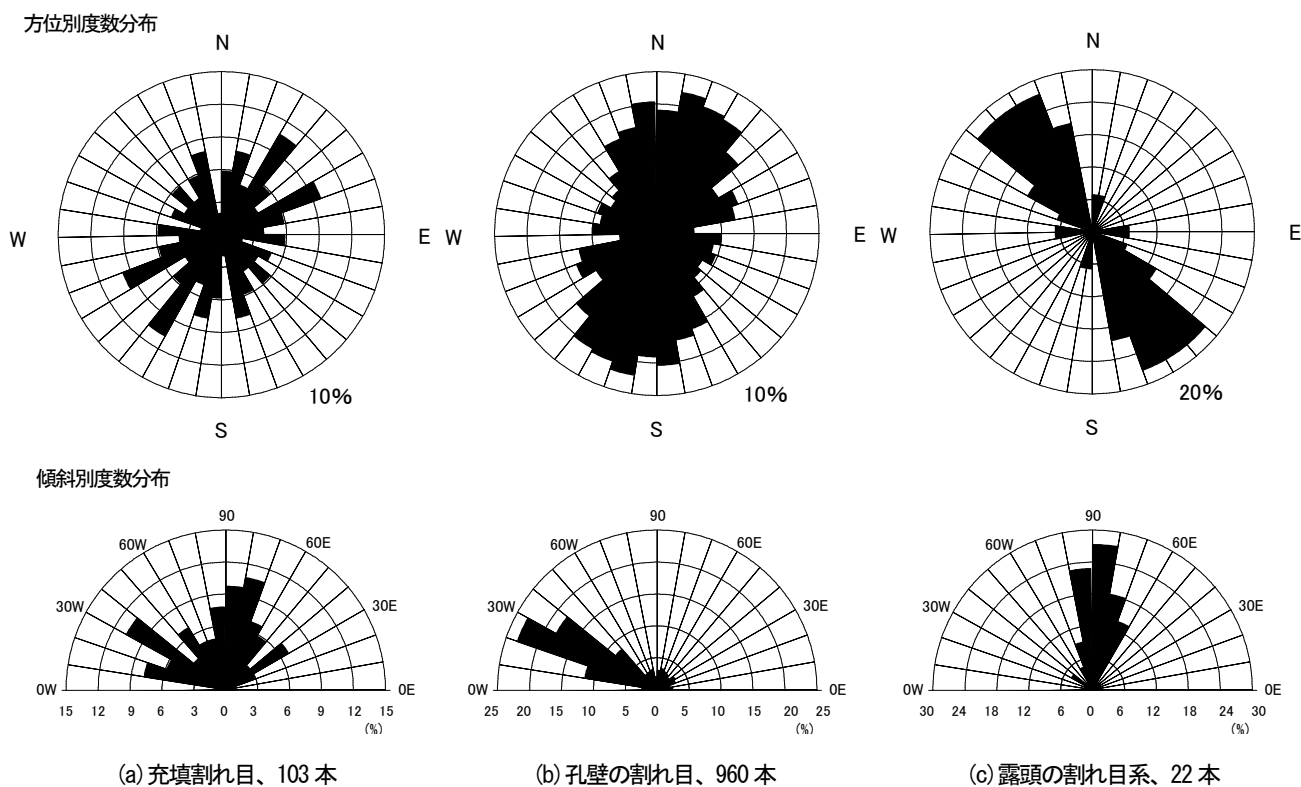 方位別度数分布
N
N
N
W
E
W
E
W
E
10%
10%
20%
S
S
S
傾斜別度数分布
90
90
90
60W
60E
60W
60E
60W
60E
30W
30E
30W
30E
30W
30E
0W
0E
0W
0E
0W
0E
15 12 9 6 3 0 3 6 9 12 15
25 20 15 10 5 0 5 10 15 20 25
30 24 18 12 6 0 6 12 18 24 30
(%)
(%)
(%)
(a) 充填割れ目、103 本
(b) 孔壁の割れ目、960 本
(c) 露頭の割れ目系、22 本